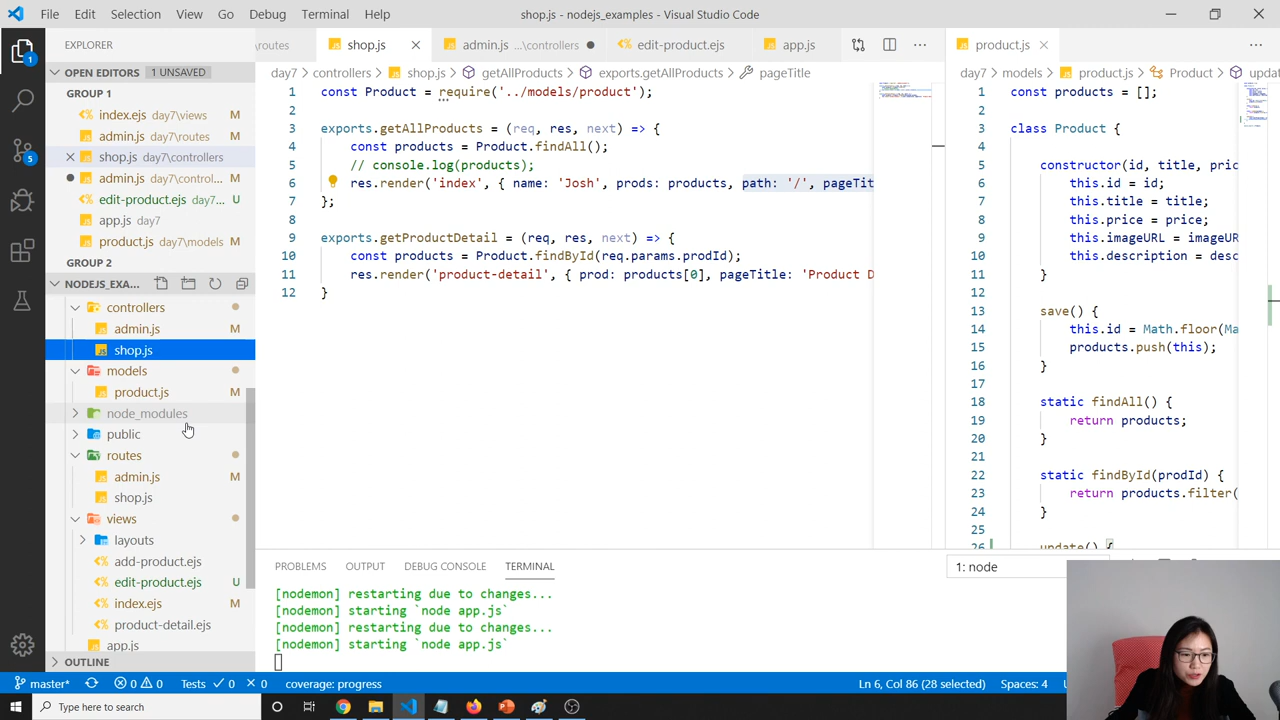 File Edit Selection View Go Debug Terminal Help shop.js - nodejs_examples - Visual Studio Code
EXPLORER
OPEN EDITORS 1 UNSAVED
GROUP 1
index.ejs day7\views M
admin.js day7\routes M
shop.js day7\controllers
admin.js day7\control... M
edit-product.ejs day7... U
app.js day7
product.js day7\models M
GROUP 2
NODEJS_EXA...
controllers
admin.js M
shop.js
models
product.js M
node_modules
public
routes
admin.js M
shop.js
views
layouts
add-product.ejs
edit-product.ejs U
index.ejs M
product-detail.ejs
app.js
OUTLINE
...\routes shop.js admin.js ...\controllers edit-product.ejs app.js
day7 > controllers > shop.js > getAllProducts > exports.getAllProducts > pageTitle
1 const Product = require('../models/product');
2
3 exports.getAllProducts = (req, res, next) => {
4 const products = Product.findAll();
5 // console.log(products);
6 res.render('index', { name: 'Josh', prods: products, path: '/', pageTit
7 };
8
9 exports.getProductDetail = (req, res, next) => {
10 const products = Product.findById(req.params.prodId);
11 res.render('product-detail', { prod: products[0], pageTitle: 'Product D
12 }
product.js
day7 > models > product.js > Product > updat
1 const products = [];
2
3 class Product {
4
5 constructor(id, title, pric
6 this.id = id;
7 this.title = title;
8 this.price = price;
9 this.imageURL = imageUR
10 this.description = desc
11 }
12
13 save() {
14 this.id = Math.floor(Ma
15 products.push(this);
16 }
17
18 static findAll() {
19 return products;
20 }
21
22 static findById(prodId) {
23 return products.filter(
24 }
25
26 update() {
PROBLEMS OUTPUT DEBUG CONSOLE TERMINAL 1: node
[nodemon] restarting due to changes...
[nodemon] starting `node app.js`
[nodemon] restarting due to changes...
[nodemon] starting `node app.js`
1
5
master* 0 0 Tests 0 0 coverage: progress Ln 6, Col 86 (28 selected) Spaces: 4
Type here to search